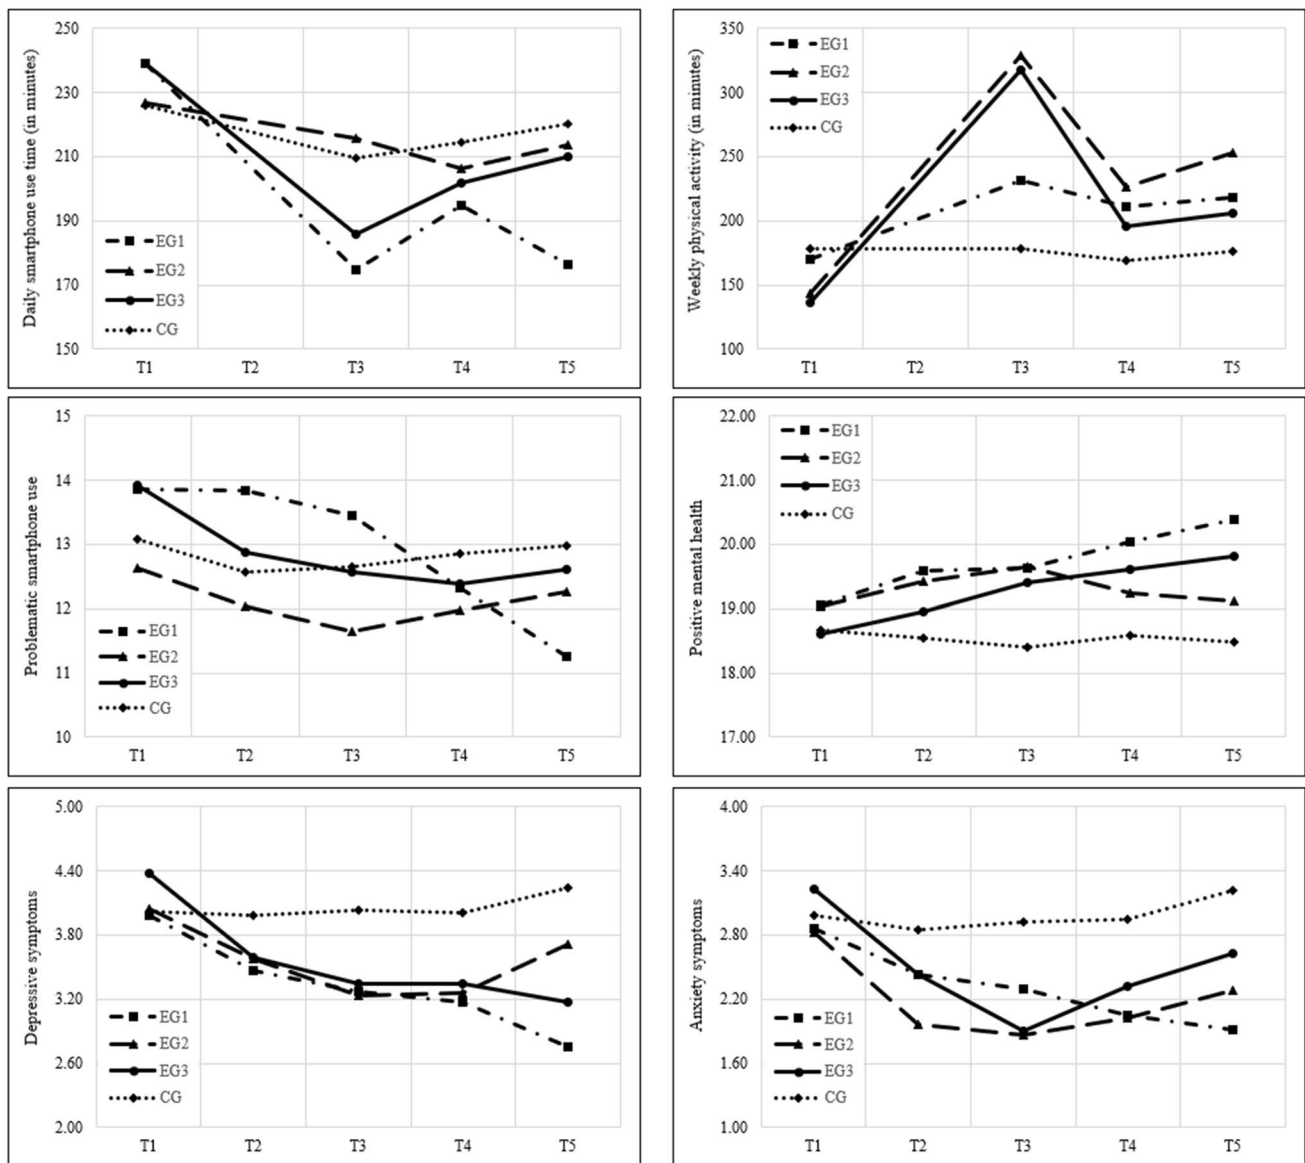 Daily smartphone use time (in minutes)
250
230
210
190
170
150
EG1
EG2
EG3
CG
T1 T2 T3 T4 T5
Weekly physical activity (in minutes)
350
300
250
200
150
100
EG1
EG2
EG3
CG
T1 T2 T3 T4 T5
Problematic smartphone use
15
14
13
12
11
10
EG1
EG2
EG3
CG
T1 T2 T3 T4 T5
Positive mental health
22.00
21.00
20.00
19.00
18.00
17.00
EG1
EG2
EG3
CG
T1 T2 T3 T4 T5
Depressive symptoms
5.00
4.40
3.80
3.20
2.60
2.00
EG1
EG2
EG3
CG
T1 T2 T3 T4 T5
Anxiety symptoms
4.00
3.40
2.80
2.20
1.60
1.00
EG1
EG2
EG3
CG
T1 T2 T3 T4 T5